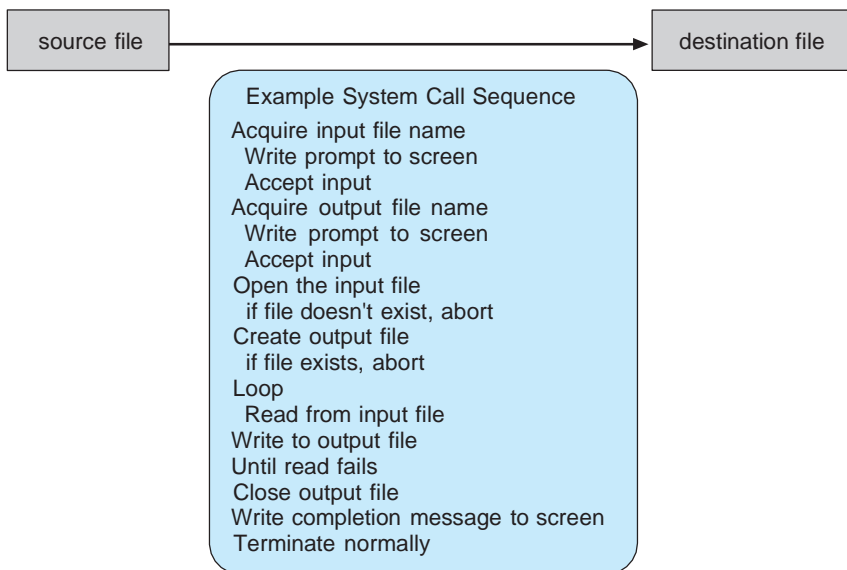 source file
destination file
Example System Call Sequence
Acquire input file name
Write prompt to screen
Accept input
Acquire output file name
Write prompt to screen
Accept input
Open the input file
if file doesn't exist, abort
Create output file
if file exists, abort
Loop
Read from input file
Write to output file
Until read fails
Close output file
Write completion message to screen
Terminate normally